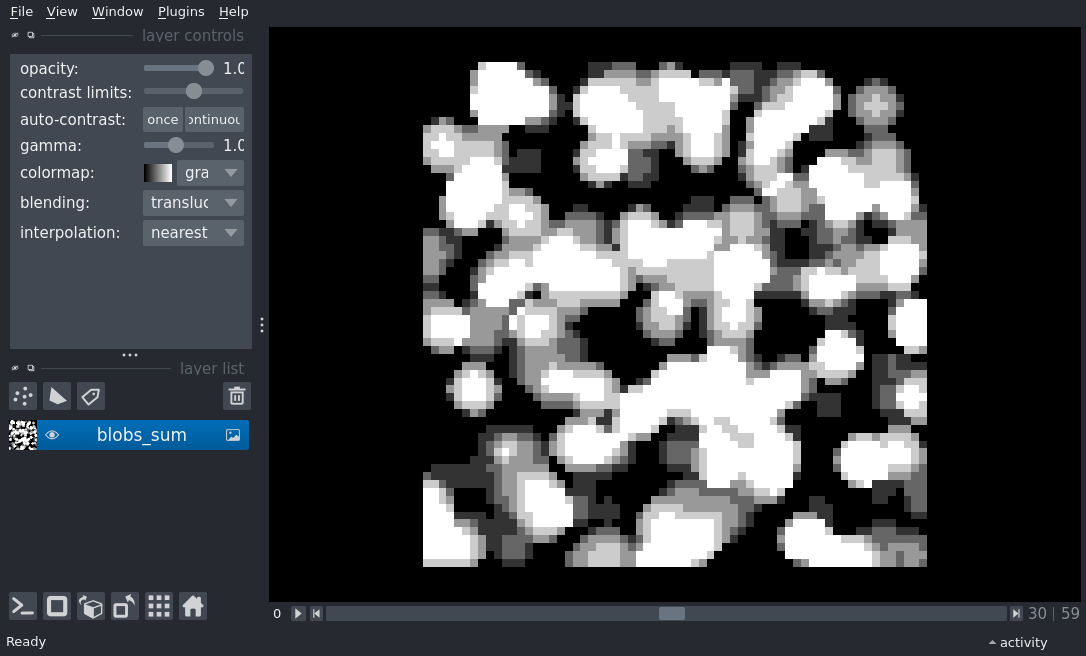 File View Window Plugins Help
layer controls
opacity: 1.0
contrast limits:
auto-contrast: once ontinuou
gamma: 1.0
colormap: gra
blending: transluc
interpolation: nearest
layer list
blobs_sum
0 30 | 59
Ready activity